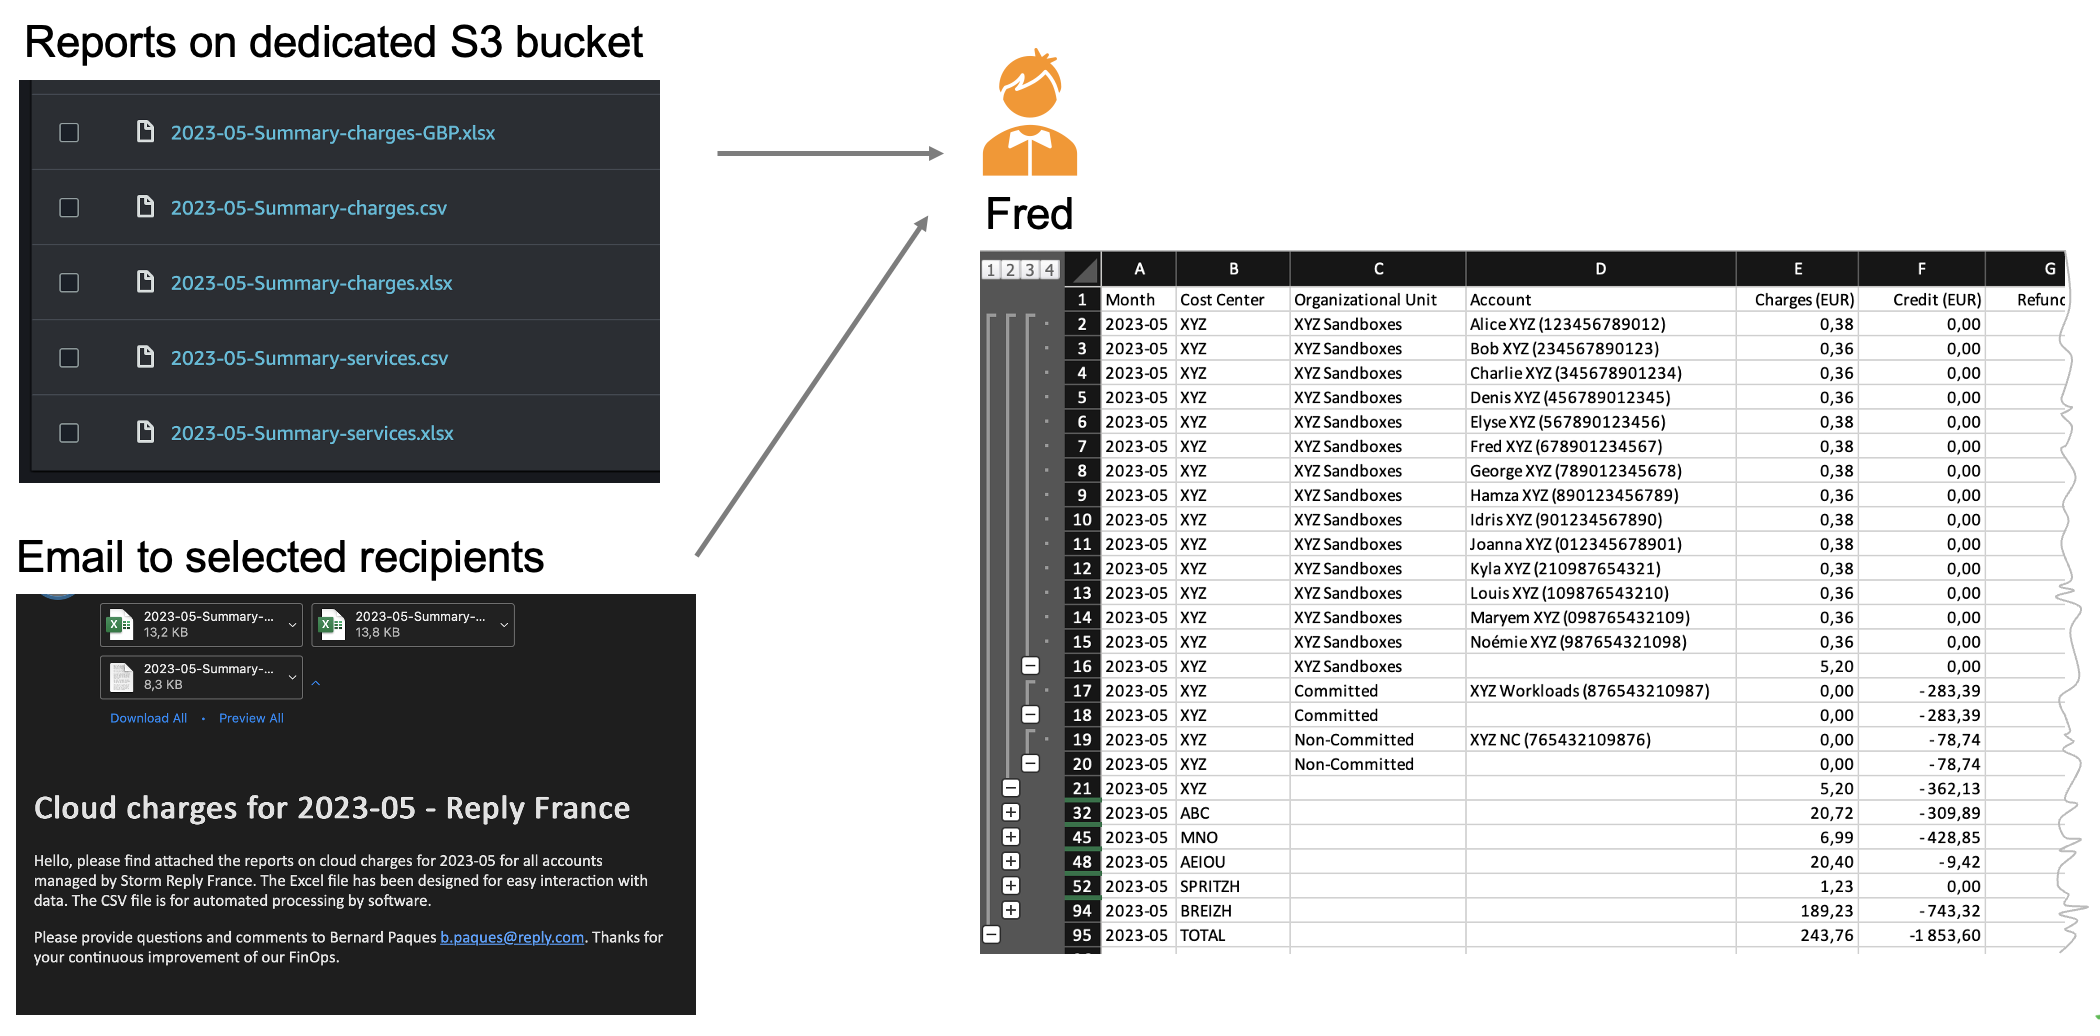 Reports on dedicated S3 bucket
2023-05-Summary-charges-GBP.xlsx
2023-05-Summary-charges.csv
2023-05-Summary-charges.xlsx
2023-05-Summary-services.csv
2023-05-Summary-services.xlsx
Email to selected recipients
2023-05-Summary-... 2023-05-Summary-...
13,2 KB 13,8 KB
2023-05-Summary-...
8,3 KB
Download All • Preview All
Cloud charges for 2023-05 - Reply France
Hello, please find attached the reports on cloud charges for 2023-05 for all accounts
managed by Storm Reply France. The Excel file has been designed for easy interaction with
data. The CSV file is for automated processing by software.
Please provide questions and comments to Bernard Paques b.paques@reply.com. Thanks for
your continuous improvement of our FinOps.
Fred
1 2 3 4 A B C D E F G
1 Month Cost Center Organizational Unit Account Charges (EUR) Credit (EUR) Refunc
2 2023-05 XYZ XYZ Sandboxes Alice XYZ (123456789012) 0,38 0,00
3 2023-05 XYZ XYZ Sandboxes Bob XYZ (234567890123) 0,36 0,00
4 2023-05 XYZ XYZ Sandboxes Charlie XYZ (345678901234) 0,36 0,00
5 2023-05 XYZ XYZ Sandboxes Denis XYZ (456789012345) 0,36 0,00
6 2023-05 XYZ XYZ Sandboxes Elyse XYZ (567890123456) 0,38 0,00
7 2023-05 XYZ XYZ Sandboxes Fred XYZ (678901234567) 0,38 0,00
8 2023-05 XYZ XYZ Sandboxes George XYZ (789012345678) 0,38 0,00
9 2023-05 XYZ XYZ Sandboxes Hamza XYZ (890123456789) 0,36 0,00
10 2023-05 XYZ XYZ Sandboxes Idris XYZ (901234567890) 0,38 0,00
11 2023-05 XYZ XYZ Sandboxes Joanna XYZ (012345678901) 0,38 0,00
12 2023-05 XYZ XYZ Sandboxes Kyla XYZ (210987654321) 0,38 0,00
13 2023-05 XYZ XYZ Sandboxes Louis XYZ (109876543210) 0,36 0,00
14 2023-05 XYZ XYZ Sandboxes Maryem XYZ (098765432109) 0,36 0,00
15 2023-05 XYZ XYZ Sandboxes Noémie XYZ (987654321098) 0,36 0,00
16 2023-05 XYZ XYZ Sandboxes 5,20 0,00
17 2023-05 XYZ Committed XYZ Workloads (876543210987) 0,00 -283,39
18 2023-05 XYZ Committed 0,00 -283,39
19 2023-05 XYZ Non-Committed XYZ NC (765432109876) 0,00 -78,74
20 2023-05 XYZ Non-Committed 0,00 -78,74
21 2023-05 XYZ 5,20 -362,13
32 2023-05 ABC 20,72 -309,89
45 2023-05 MNO 6,99 -428,85
48 2023-05 AEIOU 20,40 -9,42
52 2023-05 SPRITZH 1,23 0,00
94 2023-05 BREIZH 189,23 -743,32
95 2023-05 TOTAL 243,76 -1 853,60